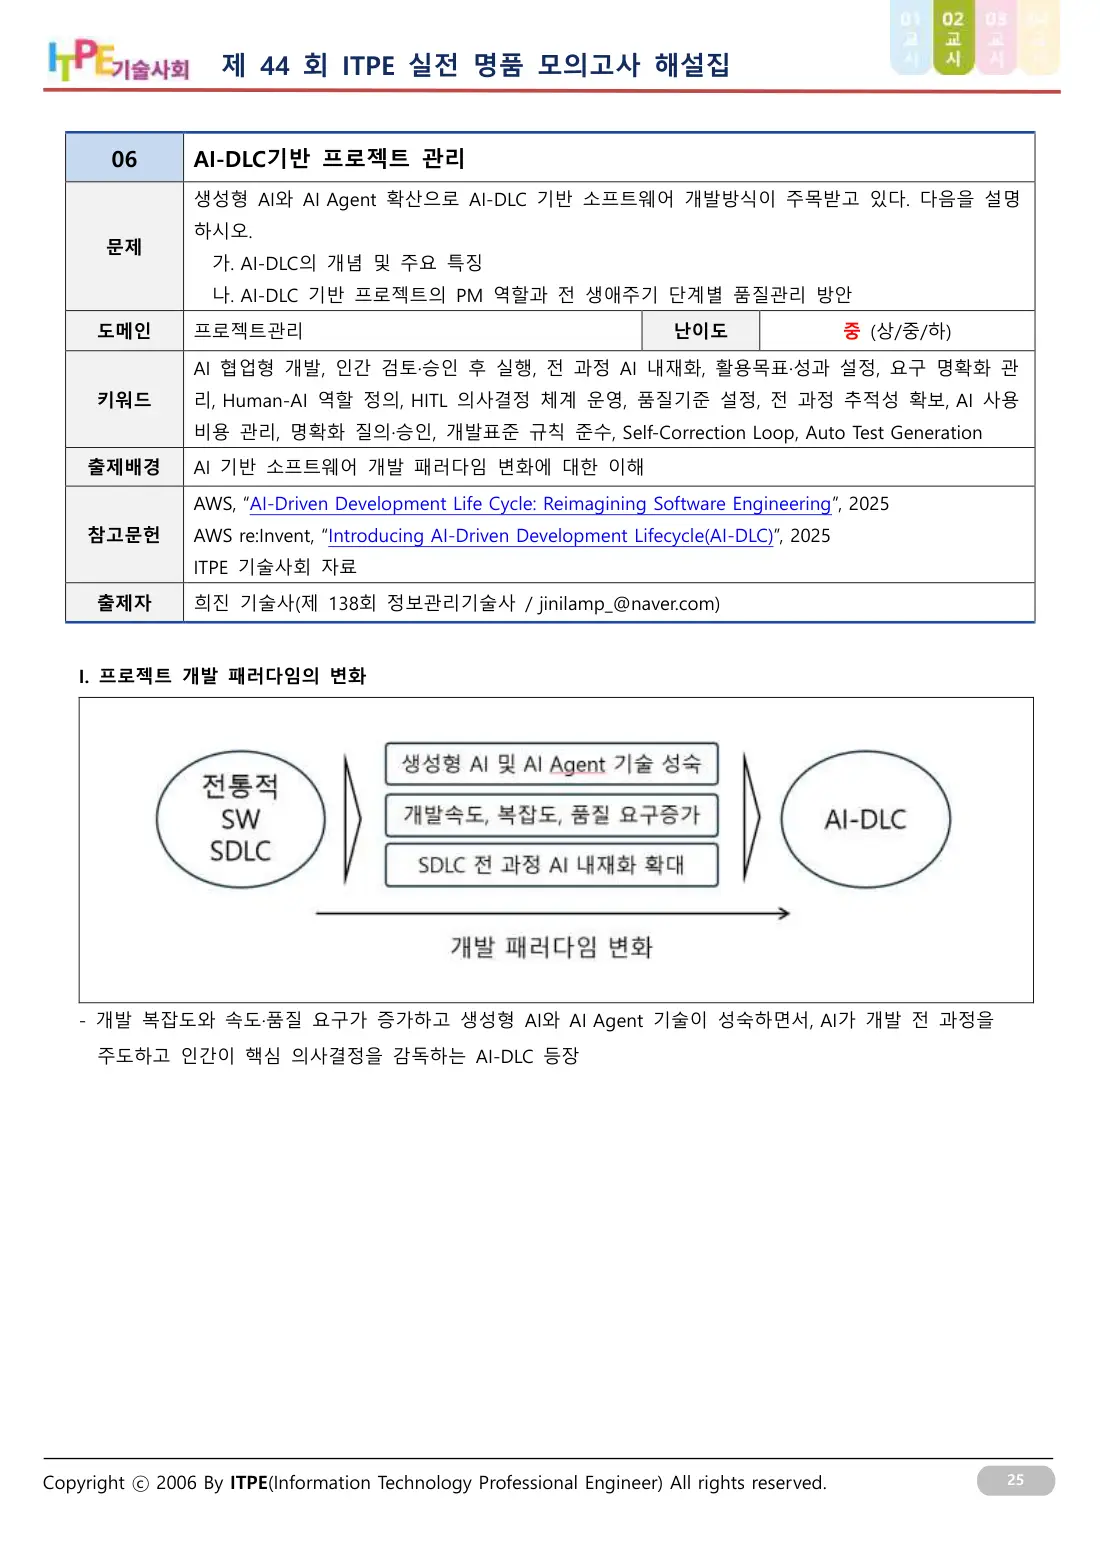 ITPE기술사회
제 44 회 ITPE 실전 명품 모의고사 해설집
01 교시
02 교시
03 교시
06
AI-DLC기반 프로젝트 관리
문제
생성형 AI와 AI Agent 확산으로 AI-DLC 기반 소프트웨어 개발방식이 주목받고 있다. 다음을 설명
하시오.
가. AI-DLC의 개념 및 주요 특징
나. AI-DLC 기반 프로젝트의 PM 역할과 전 생애주기 단계별 품질관리 방안
도메인
프로젝트관리
난이도
중 (상/중/하)
키워드
AI 협업형 개발, 인간 검토·승인 후 실행, 전 과정 AI 내재화, 활용목표·성과 설정, 요구 명확화 관
리, Human-AI 역할 정의, HITL 의사결정 체계 운영, 품질기준 설정, 전 과정 추적성 확보, AI 사용
비용 관리, 명확화 질의·승인, 개발표준 규칙 준수, Self-Correction Loop, Auto Test Generation
출제배경
AI 기반 소프트웨어 개발 패러다임 변화에 대한 이해
참고문헌
AWS, “AI-Driven Development Life Cycle: Reimagining Software Engineering”, 2025
AWS re:Invent, “Introducing AI-Driven Development Lifecycle(AI-DLC)”, 2025
ITPE 기술사회 자료
출제자
희진 기술사(제 138회 정보관리기술사 / jinilamp_@naver.com)
I. 프로젝트 개발 패러다임의 변화
전통적
SW
SDLC
생성형 AI 및 AI Agent 기술 성숙
개발속도, 복잡도, 품질 요구증가
SDLC 전 과정 AI 내재화 확대
AI-DLC
개발 패러다임 변화
- 개발 복잡도와 속도·품질 요구가 증가하고 생성형 AI와 AI Agent 기술이 성숙하면서, AI가 개발 전 과정을
주도하고 인간이 핵심 의사결정을 감독하는 AI-DLC 등장
Copyright ⓒ 2006 By ITPE(Information Technology Professional Engineer) All rights reserved.
25